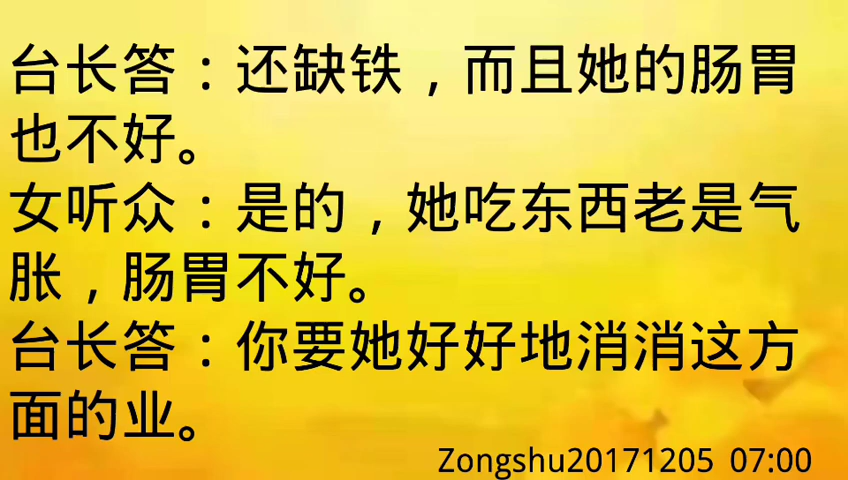 台长答：还缺铁，而且她的肠胃
也不好。
女听众：是的，她吃东西老是气
胀，肠胃不好。
台长答：你要她好好地消消这方
面的业。
Zongshu20171205 07:00